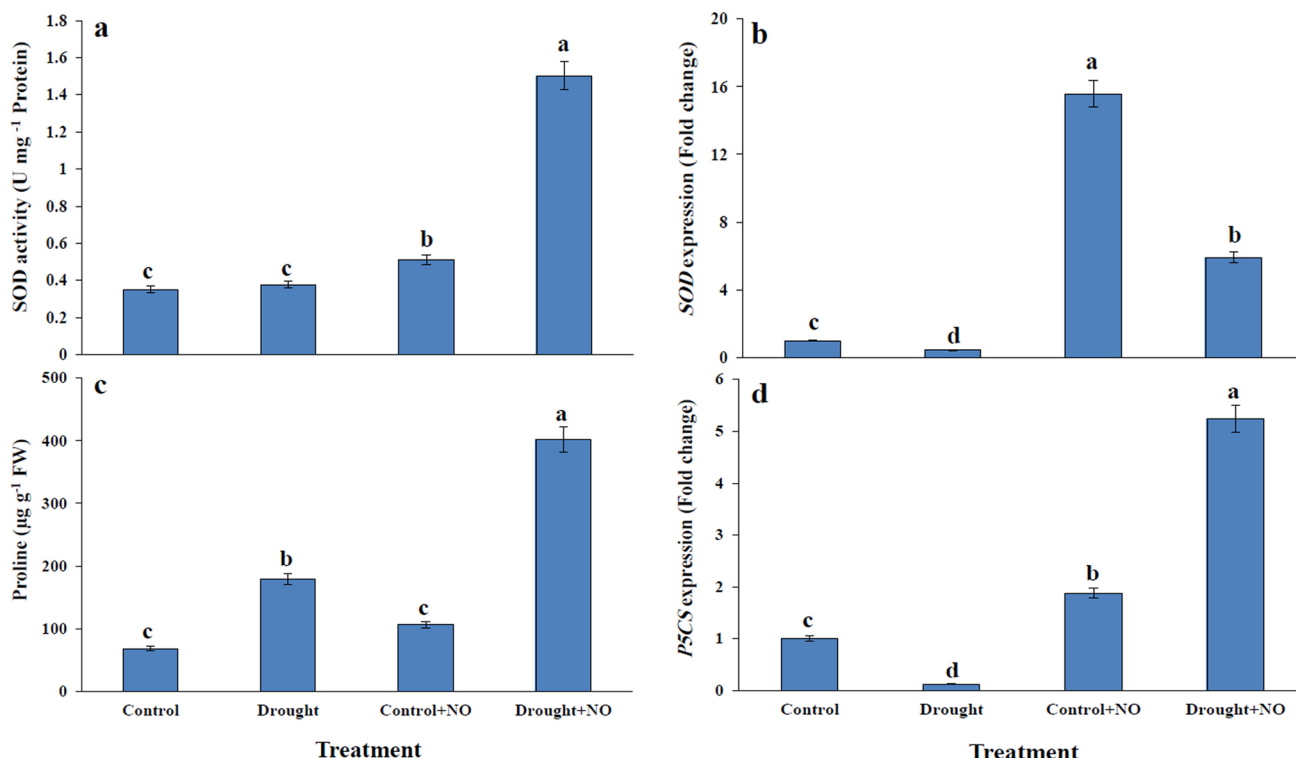 a
SOD activity (U mg ⁻¹ Protein)
1.8
1.6
1.4
1.2
1
0.8
0.6
0.4
0.2
0
c
c
b
a
b
SOD expression (Fold change)
20
16
12
8
4
0
c
d
a
b
c
Proline (µg g⁻¹ FW)
500
400
300
200
100
0
c
b
c
a
Control
Drought
Control+NO
Drought+NO
Treatment
d
P5CS expression (Fold change)
6
5
4
3
2
1
0
c
d
b
a
Control
Drought
Control+NO
Drought+NO
Treatment